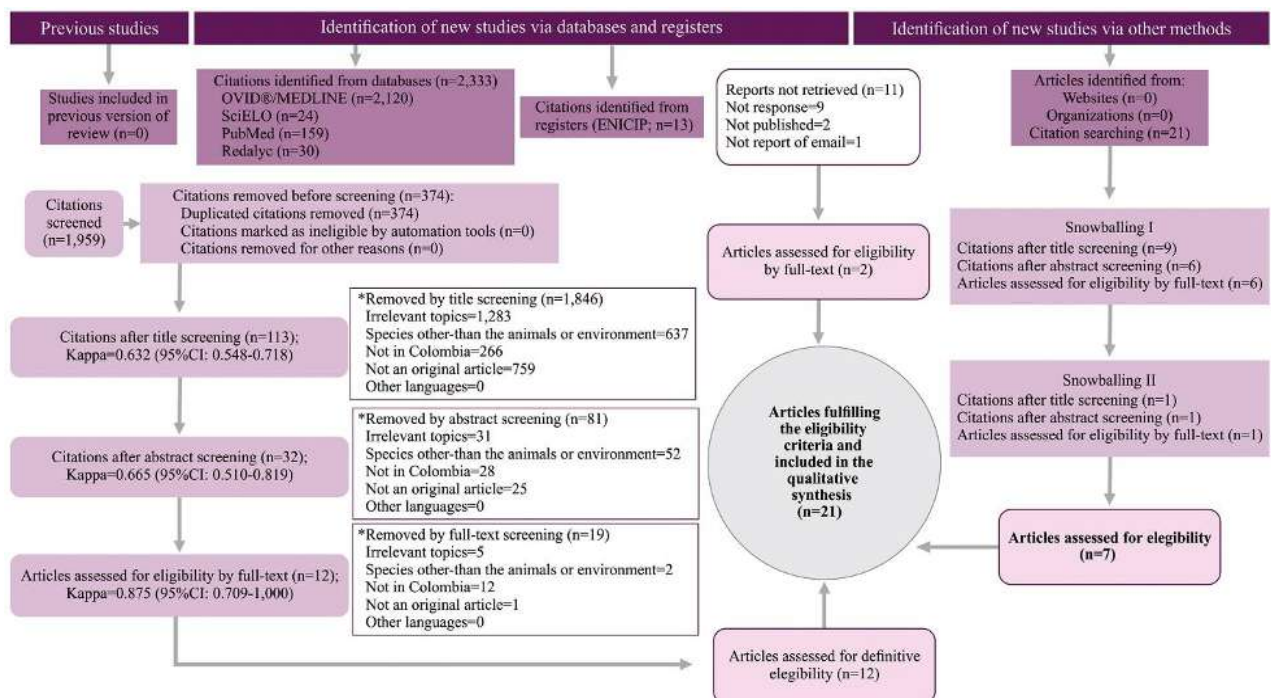 Previous studies
Identification of new studies via databases and registers
Identification of new studies via other methods
Studies included in
previous version of
review (n=0)
Citations identified from databases (n=2,333)
OVID®/MEDLINE (n=2,120)
SciELO (n=24)
PubMed (n=159)
Redalyc (n=30)
Citations identified from
registers (ENICIP; n=13)
Reports not retrieved (n=11)
Not response=9
Not published=2
Not report of email=1
Articles identified from:
Websites (n=0)
Organizations (n=0)
Citation searching (n=21)
Citations
screened
(n=1,959)
Citations removed before screening (n=374):
Duplicated citations removed (n=374)
Citations marked as ineligible by automation tools (n=0)
Citations removed for other reasons (n=0)
Articles assessed for eligibility
by full-text (n=2)
Snowballing I
Citations after title screening (n=9)
Citations after abstract screening (n=6)
Articles assessed for eligibility by full-text (n=6)
Citations after title screening (n=113);
Kappa=0.632 (95%CI: 0.548-0.718)
*Removed by title screening (n=1,846)
Irrelevant topics=1,283
Species other-than the animals or environment=637
Not in Colombia=266
Not an original article=759
Other languages=0
Articles fulfilling
the eligibility
criteria and
included in the
qualitative
synthesis
(n=21)
Snowballing II
Citations after title screening (n=1)
Citations after abstract screening (n=1)
Articles assessed for eligibility by full-text (n=1)
Citations after abstract screening (n=32);
Kappa=0.665 (95%CI: 0.510-0.819)
*Removed by abstract screening (n=81)
Irrelevant topics=31
Species other-than the animals or environment=52
Not in Colombia=28
Not an original article=25
Other languages=0
Articles assessed for elegibility
(n=7)
Articles assessed for eligibility by full-text (n=12);
Kappa=0.875 (95%CI: 0.709-1,000)
*Removed by full-text screening (n=19)
Irrelevant topics=5
Species other-than the animals or environment=2
Not in Colombia=12
Not an original article=1
Other languages=0
Articles assessed for definitive
elegibility (n=12)